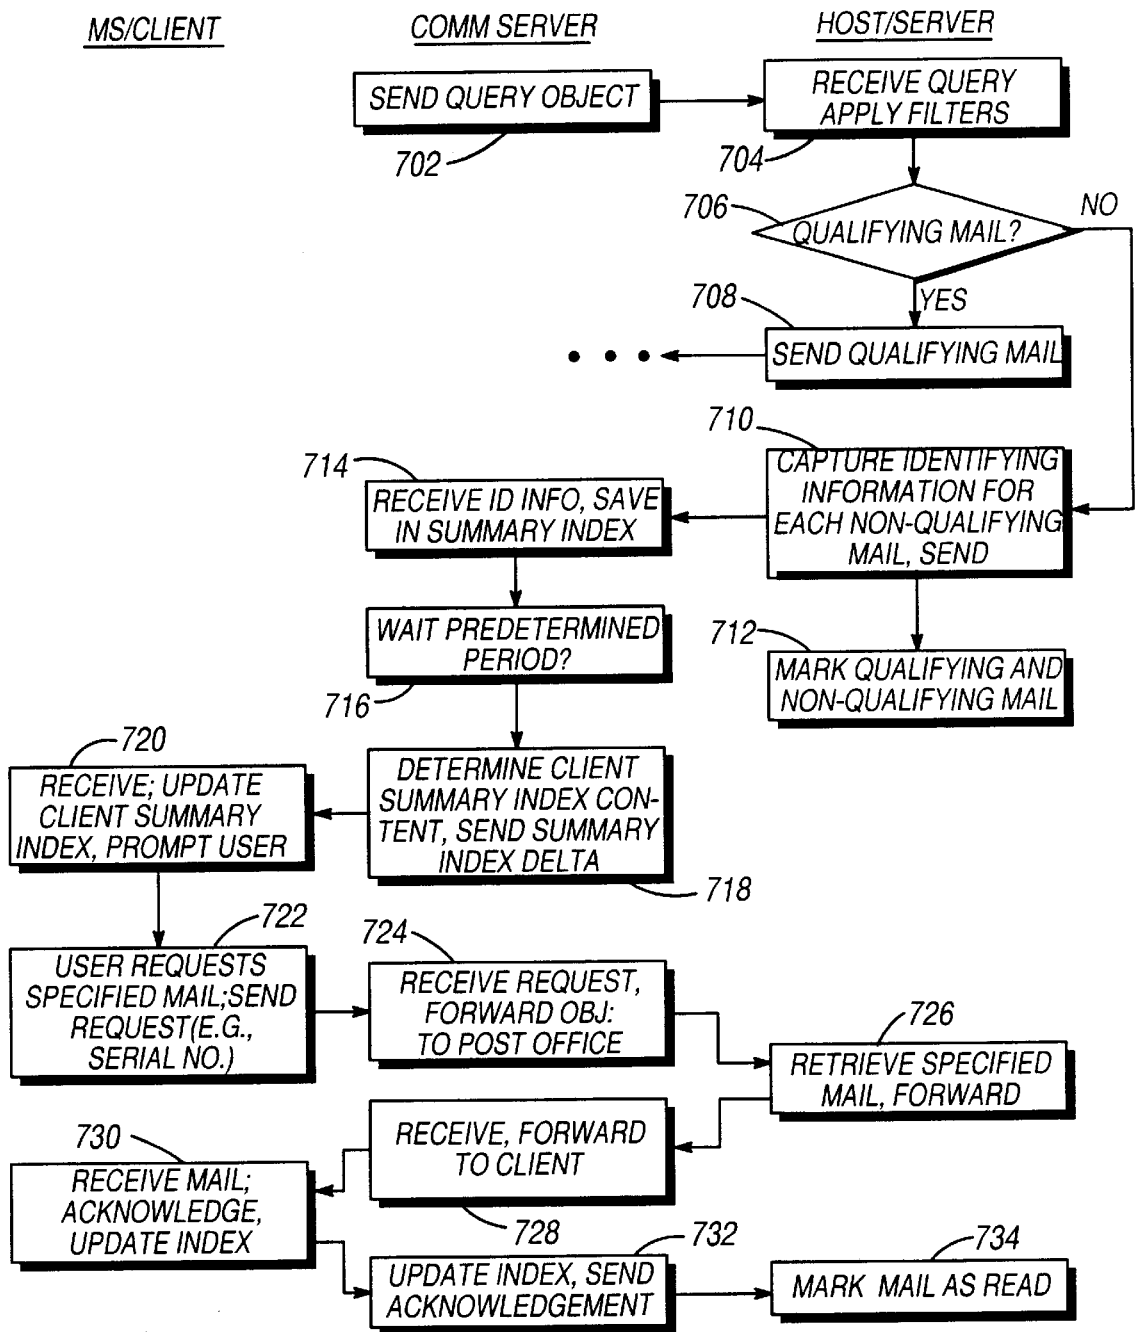 MS/CLIENT
COMM SERVER
HOST/SERVER
SEND QUERY OBJECT
702
RECEIVE QUERY
APPLY FILTERS
704
706
QUALIFYING MAIL?
NO
YES
708
SEND QUALIFYING MAIL
710
CAPTURE IDENTIFYING
INFORMATION FOR
EACH NON-QUALIFYING
MAIL, SEND
714
RECEIVE ID INFO, SAVE
IN SUMMARY INDEX
712
MARK QUALIFYING AND
NON-QUALIFYING MAIL
WAIT PREDETERMINED
PERIOD?
716
DETERMINE CLIENT
SUMMARY INDEX CON-
TENT, SEND SUMMARY
INDEX DELTA
718
720
RECEIVE; UPDATE
CLIENT SUMMARY
INDEX, PROMPT USER
722
USER REQUESTS
SPECIFIED MAIL;SEND
REQUEST(E.G.,
SERIAL NO.)
724
RECEIVE REQUEST,
FORWARD OBJ:
TO POST OFFICE
726
RETRIEVE SPECIFIED
MAIL, FORWARD
RECEIVE, FORWARD
TO CLIENT
728
730
RECEIVE MAIL;
ACKNOWLEDGE,
UPDATE INDEX
732
UPDATE INDEX, SEND
ACKNOWLEDGEMENT
734
MARK MAIL AS READ